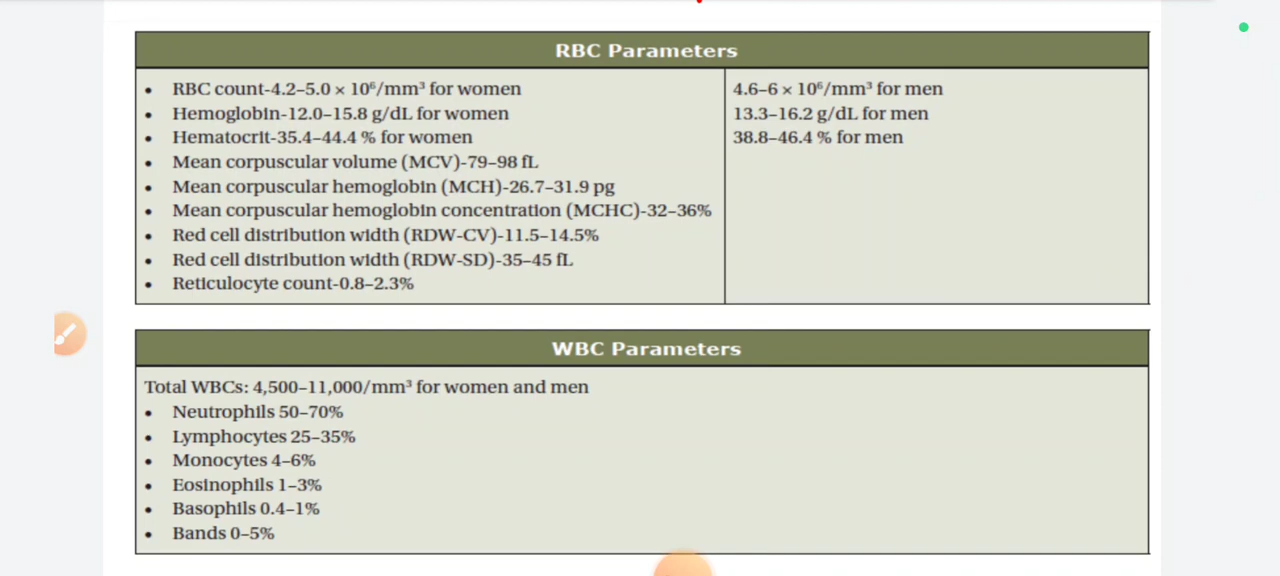 RBC Parameters
• RBC count-4.2–5.0 × 10⁶/mm³ for women
4.6–6 × 10⁶/mm³ for men
• Hemoglobin-12.0–15.8 g/dL for women
13.3–16.2 g/dL for men
• Hematocrit-35.4–44.4 % for women
38.8–46.4 % for men
• Mean corpuscular volume (MCV)-79–98 fL
• Mean corpuscular hemoglobin (MCH)-26.7–31.9 pg
• Mean corpuscular hemoglobin concentration (MCHC)-32–36%
• Red cell distribution width (RDW-CV)-11.5–14.5%
• Red cell distribution width (RDW-SD)-35–45 fL
• Reticulocyte count-0.8–2.3%
WBC Parameters
Total WBCs: 4,500–11,000/mm³ for women and men
• Neutrophils 50–70%
• Lymphocytes 25–35%
• Monocytes 4–6%
• Eosinophils 1–3%
• Basophils 0.4–1%
• Bands 0–5%